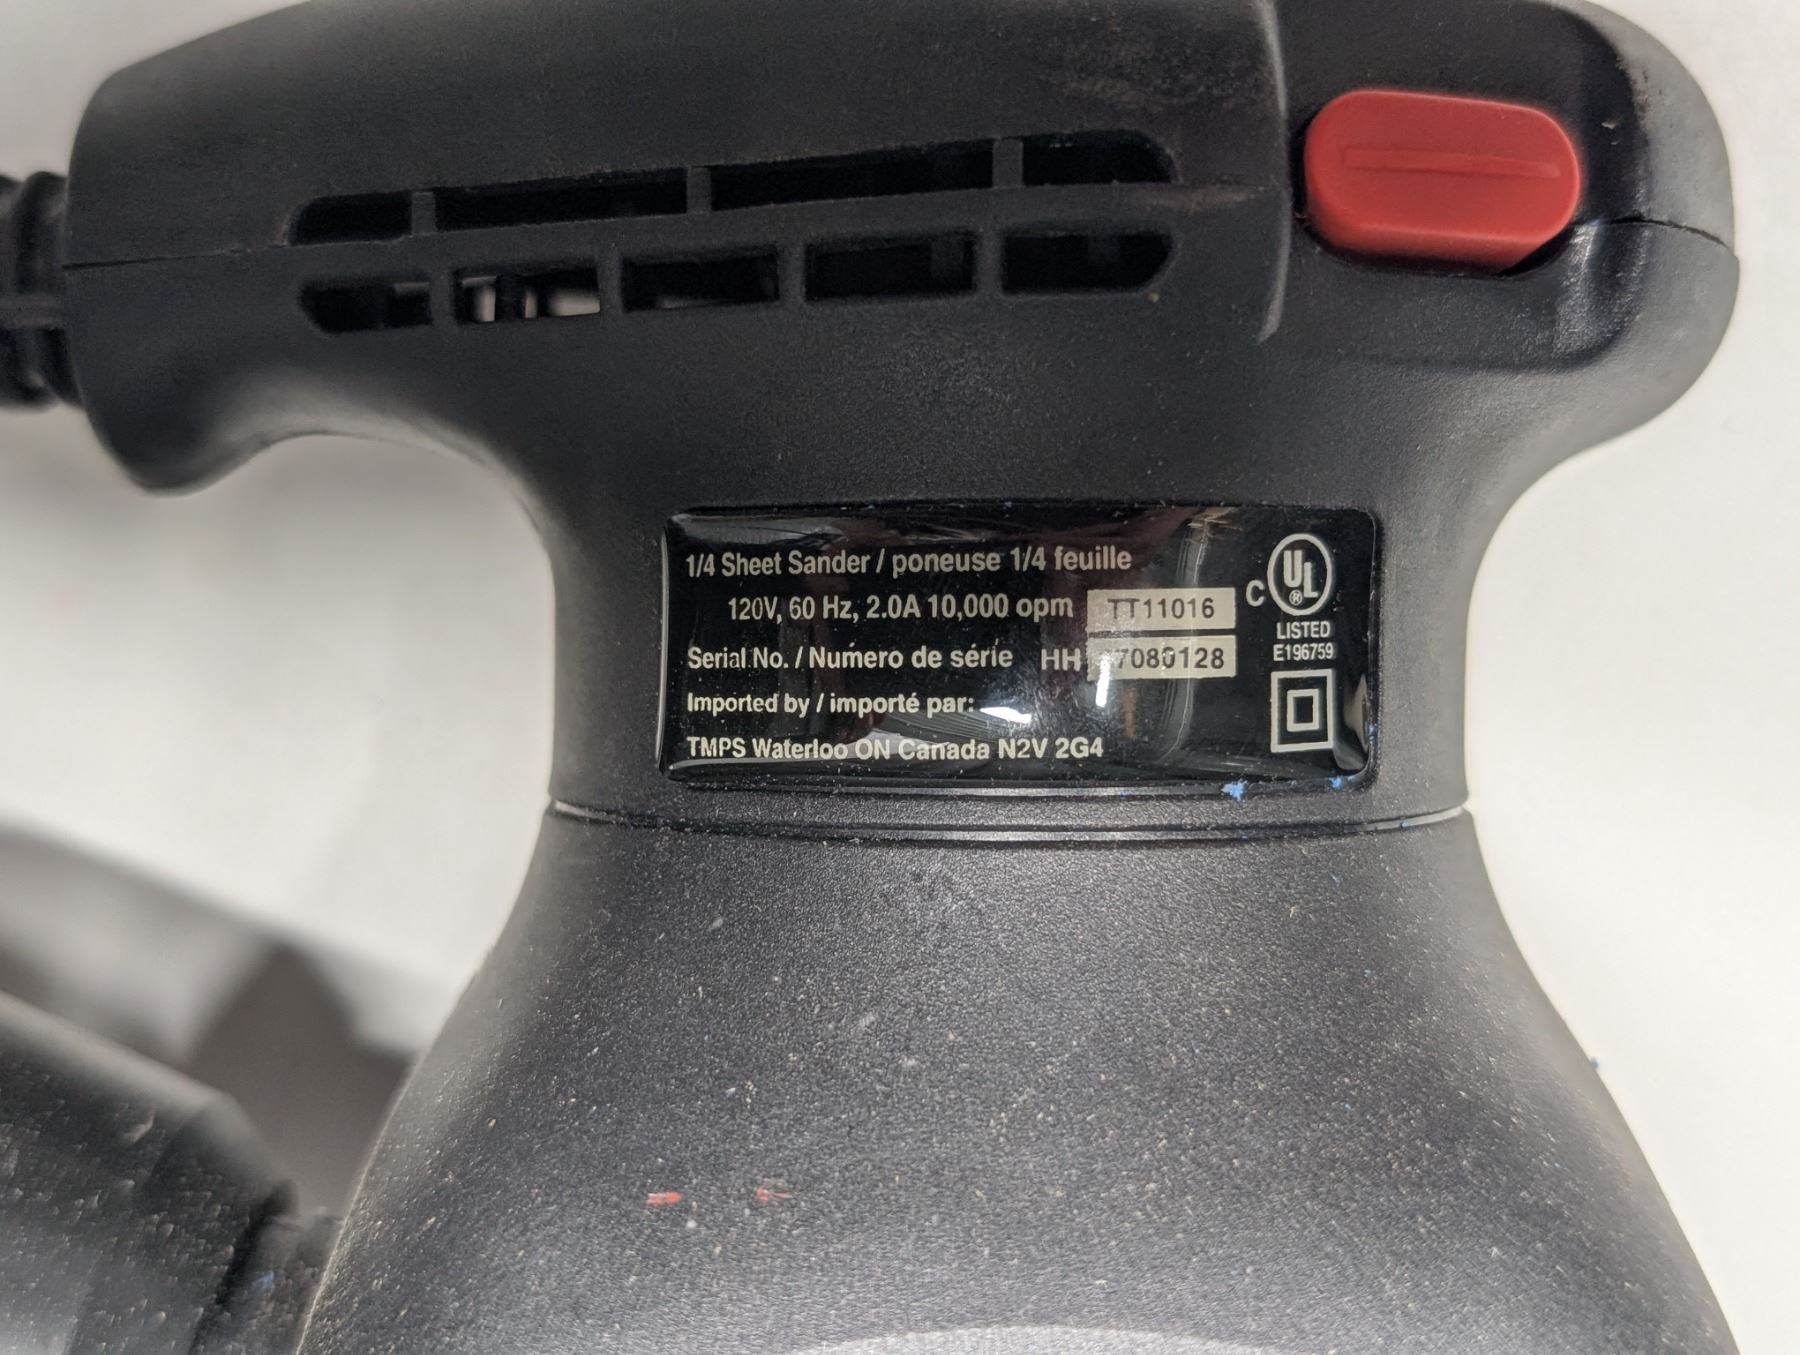 1/4 Sheet Sander / poneuse 1/4 feuille
120V, 60 Hz, 2.0A 10,000 opm TT11016
Serial No. / Numero de série HH 7080128
Imported by / importé par:
TMPS Waterloo ON Canada N2V 2G4
C UL ®
LISTED
E196759